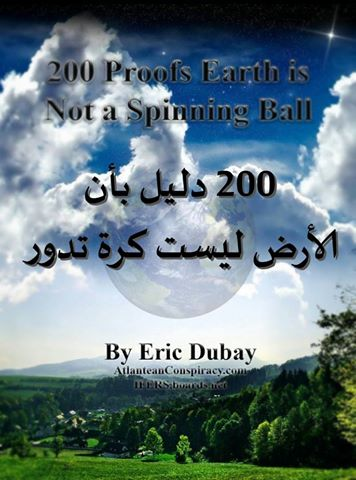 200 Proofs Earth is
Not a Spinning Ball
200 دليل بأن
الأرض ليست كرة تدور
By Eric Dubay
AtlanteanConspiracy.com
IFERS.boards.net